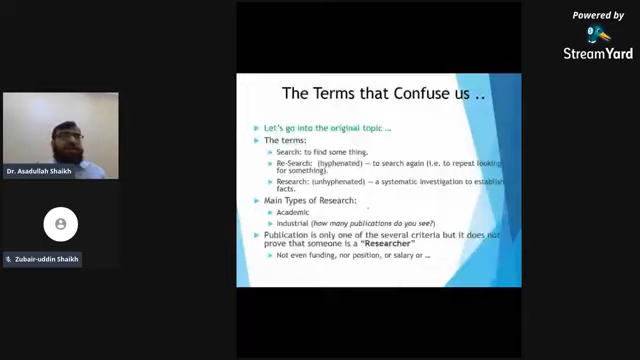 Powered by
StreamYard
The Terms that Confuse us ..
Let's go into the original topic ...
The terms:
Search: to find some thing.
Re-Search: (hyphenated) — to search again (i.e. to repeat looking
for something).
Research: (unhyphenated) — a systematic investigation to establish
facts.
Main Types of Research:
Academic
Industrial (how many publications do you see?)
Publication is only one of the several criteria but it does not
prove that someone is a "Researcher"
Not even funding, nor position, or salary or …
Dr. Asadullah Shaikh
Zubair-uddin Shaikh